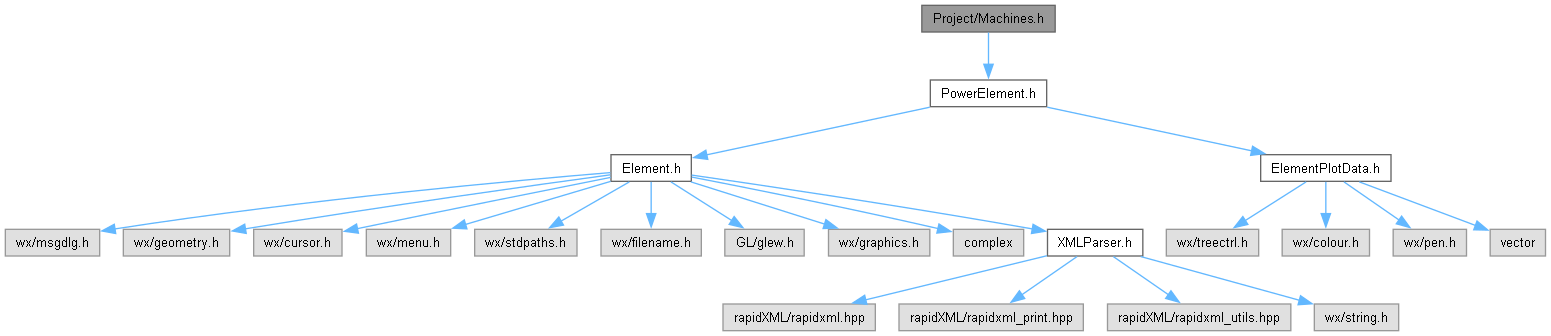 Project/Machines.h
PowerElement.h
Element.h
ElementPlotData.h
wx/msgdlg.h
wx/geometry.h
wx/cursor.h
wx/menu.h
wx/stdpaths.h
wx/filename.h
GL/glew.h
wx/graphics.h
complex
XMLParser.h
wx/treectrl.h
wx/colour.h
wx/pen.h
vector
rapidXML/rapidxml.hpp
rapidXML/rapidxml_print.hpp
rapidXML/rapidxml_utils.hpp
wx/string.h